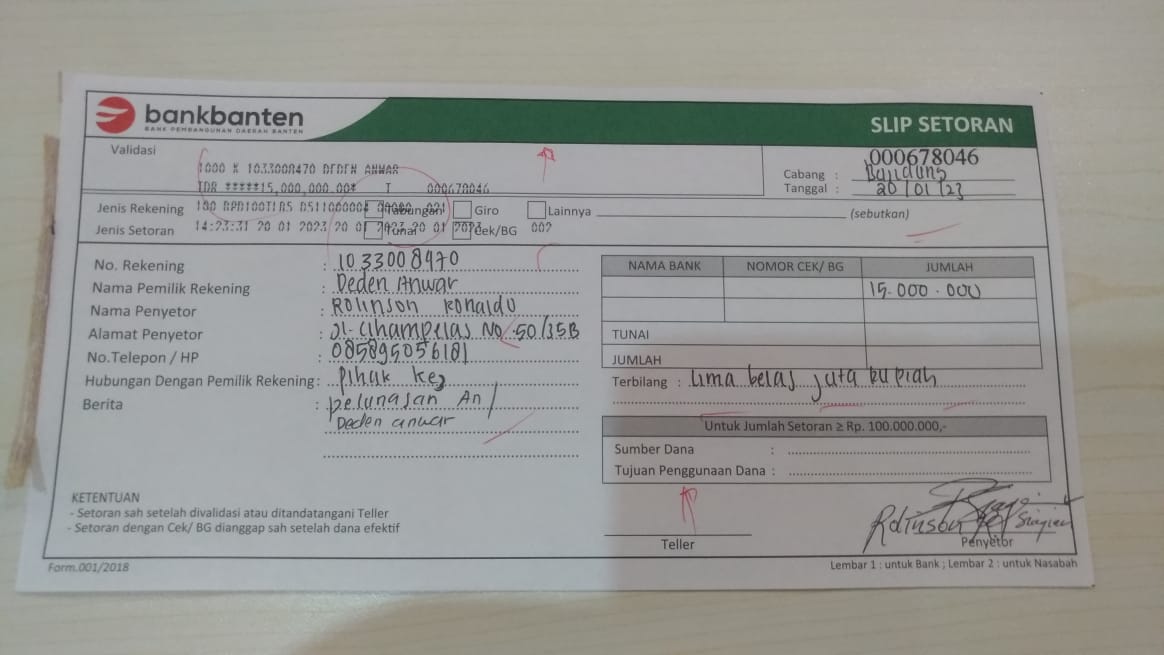 bankbanten
BANK PEMBANGUNAN DAERAH BANTEN
SLIP SETORAN
Validasi
000678046
1000 K 1033008470 DEDEN ANWAR
IDR *****15,000,000.00* T 000678046
Cabang : Bandung
Tanggal : 20/01/23
Jenis Rekening Tabungan Giro Lainnya (sebutkan)
14:23:31 20 01 2023 20 01 2023 20 01 2023 002
Jenis Setoran Tunai Cek/BG
No. Rekening : 1033008470
Nama Pemilik Rekening : Deden Anwar
Nama Penyetor : Rolinson Ronaldo
Alamat Penyetor : Jl. Cihampelas No .50/35B
No.Telepon / HP : 085895056181
Hubungan Dengan Pemilik Rekening : Pihak ke3
Berita : pelunasan An/
Deden anwar
NAMA BANK NOMOR CEK/ BG JUMLAH
15.000.000
TUNAI
JUMLAH
Terbilang : Lima belas juta rupiah
Untuk Jumlah Setoran ≥ Rp. 100.000.000,-
Sumber Dana :
Tujuan Penggunaan Dana :
KETENTUAN
- Setoran sah setelah divalidasi atau ditandatangani Teller
- Setoran dengan Cek/ BG dianggap sah setelah dana efektif
Teller
Penyetor
Form.001/2018
Lembar 1 : untuk Bank ; Lembar 2 : untuk Nasabah